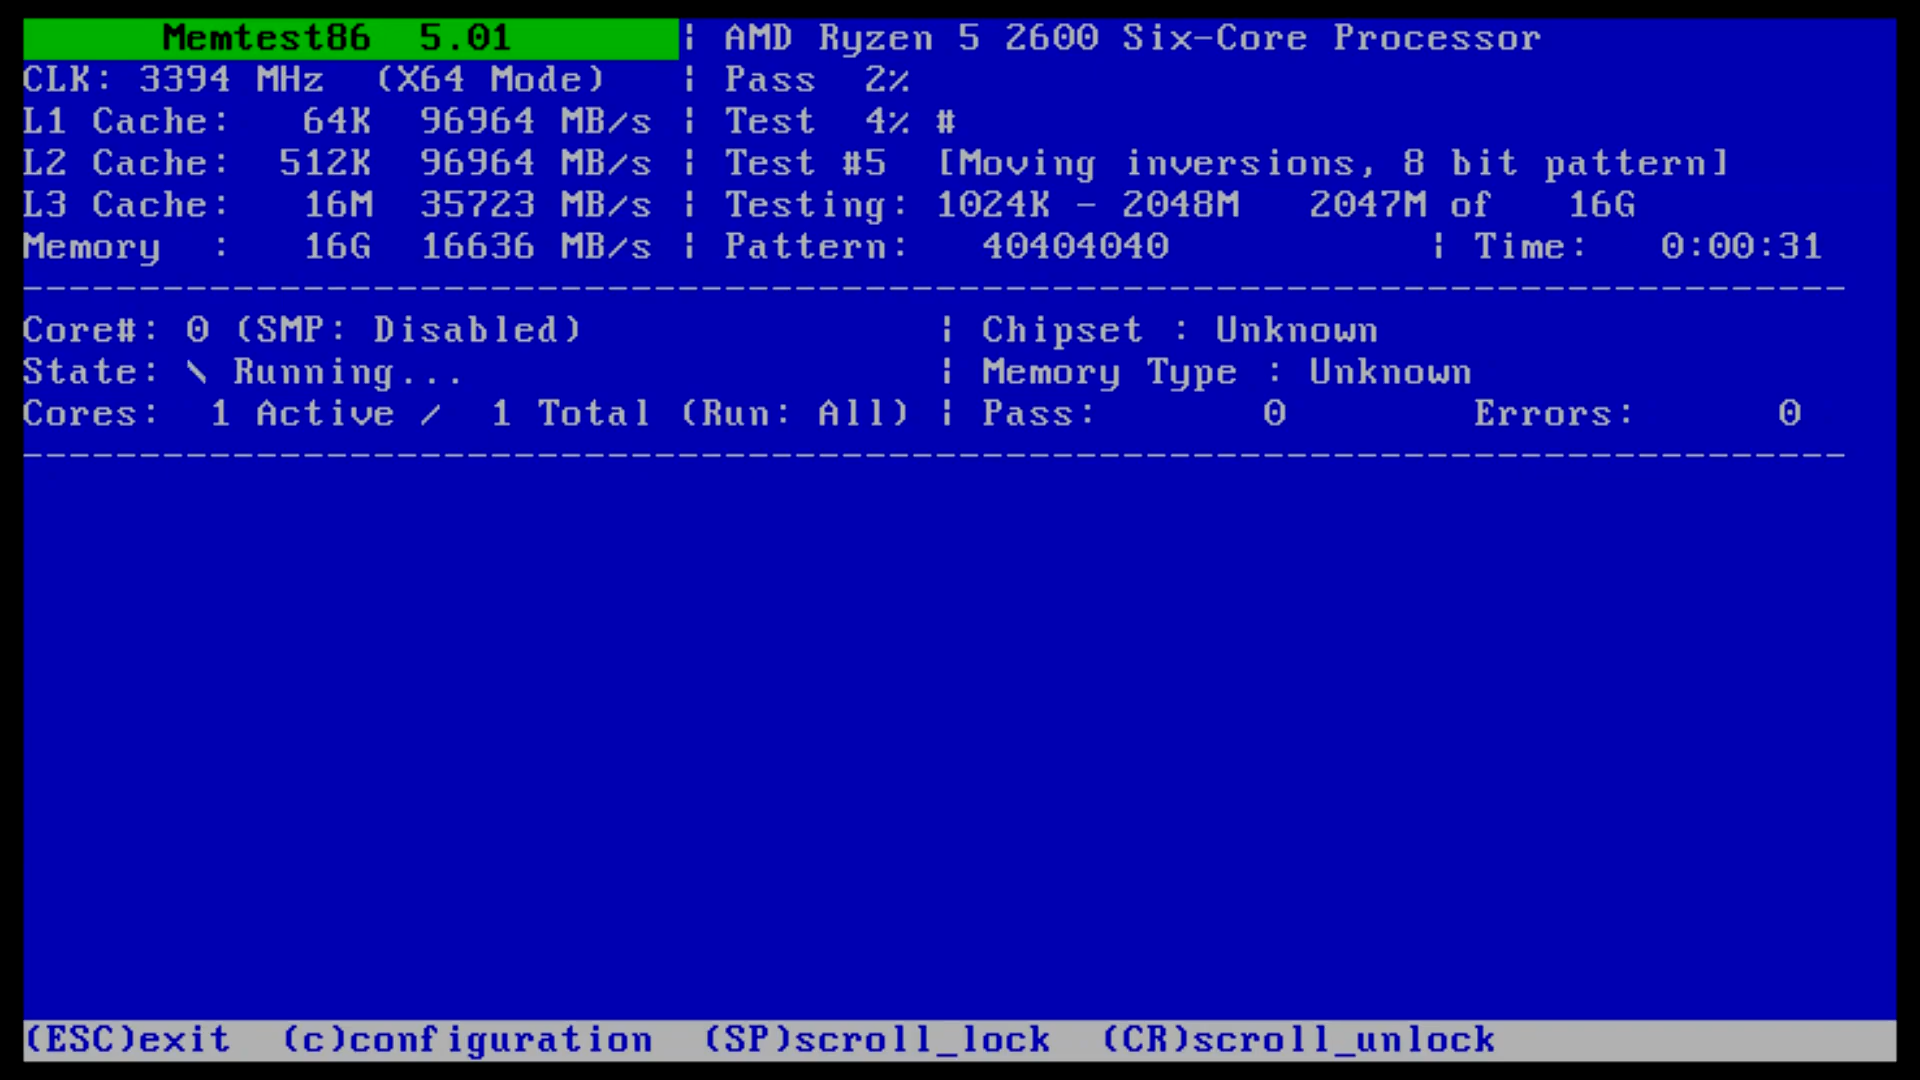 Memtest86  5.01       | AMD Ryzen 5 2600 Six-Core Processor
CLK: 3394 MHz  (X64 Mode)   | Pass  2%
L1 Cache:   64K  96964 MB/s | Test  4% #
L2 Cache:  512K  96964 MB/s | Test #5  [Moving inversions, 8 bit pattern]
L3 Cache:   16M  35723 MB/s | Testing: 1024K - 2048M   2047M of   16G
Memory  :   16G  16636 MB/s | Pattern:   40404040           | Time:   0:00:31
------------------------------------------------------------------------------
Core#: 0 (SMP: Disabled)               | Chipset : Unknown
State: \ Running...                    | Memory Type : Unknown
Cores:  1 Active /  1 Total (Run: All) | Pass:       0        Errors:      0
------------------------------------------------------------------------------
(ESC)exit  (c)configuration  (SP)scroll_lock  (CR)scroll_unlock